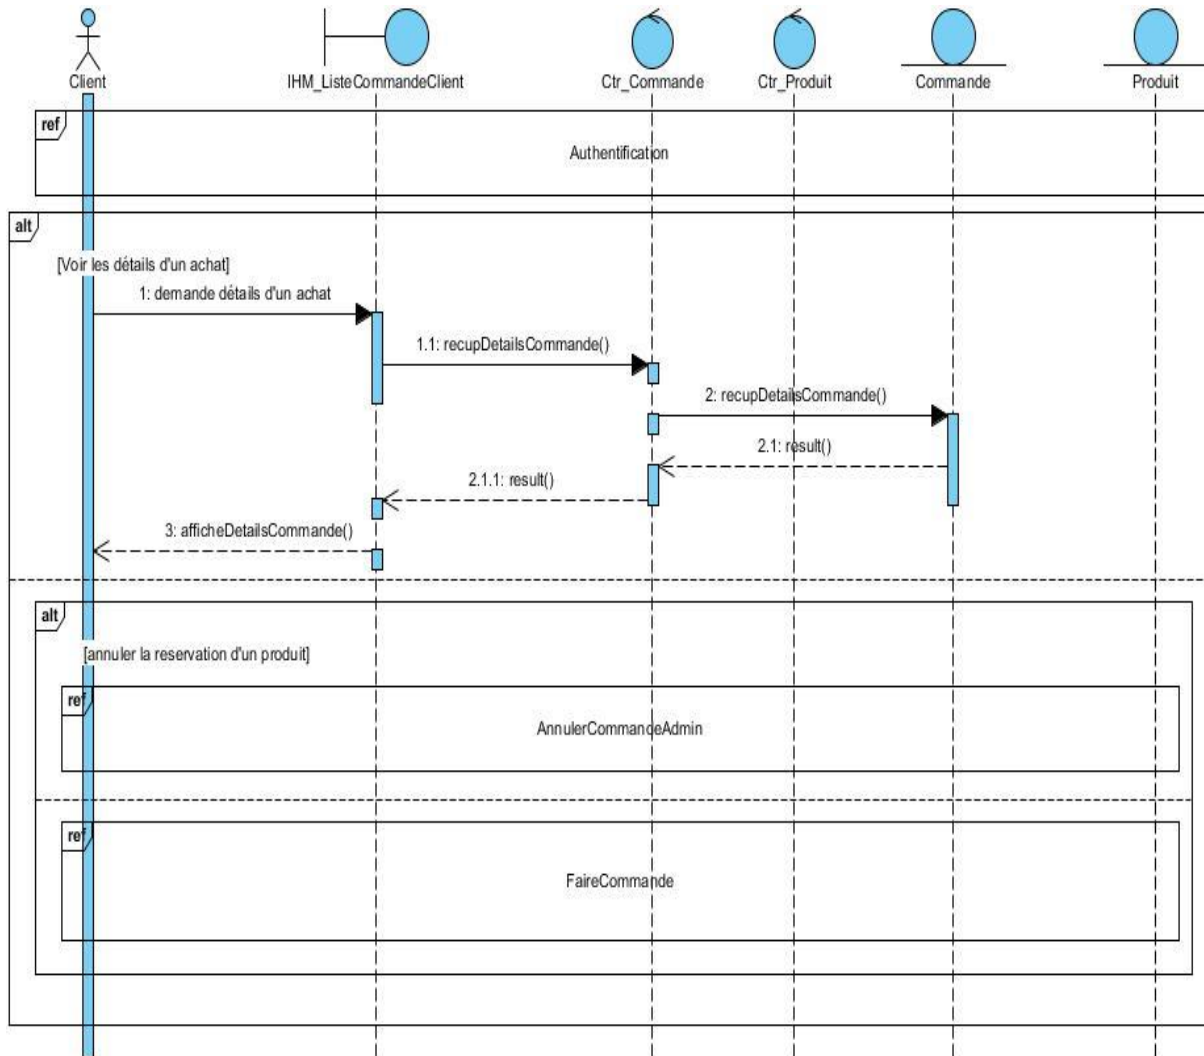 Client
IHM_ListeCommandeClient
Ctr_Commande
Ctr_Produit
Commande
Produit
ref
Authentification
alt
[Voir les détails d'un achat]
1: demande détails d'un achat
1.1: recupDetailsCommande()
2: recupDetailsCommande()
2.1: result()
2.1.1: result()
3: afficheDetailsCommande()
alt
[annuler la reservation d'un produit]
ref
AnnulerCommandeAdmin
ref
FaireCommande